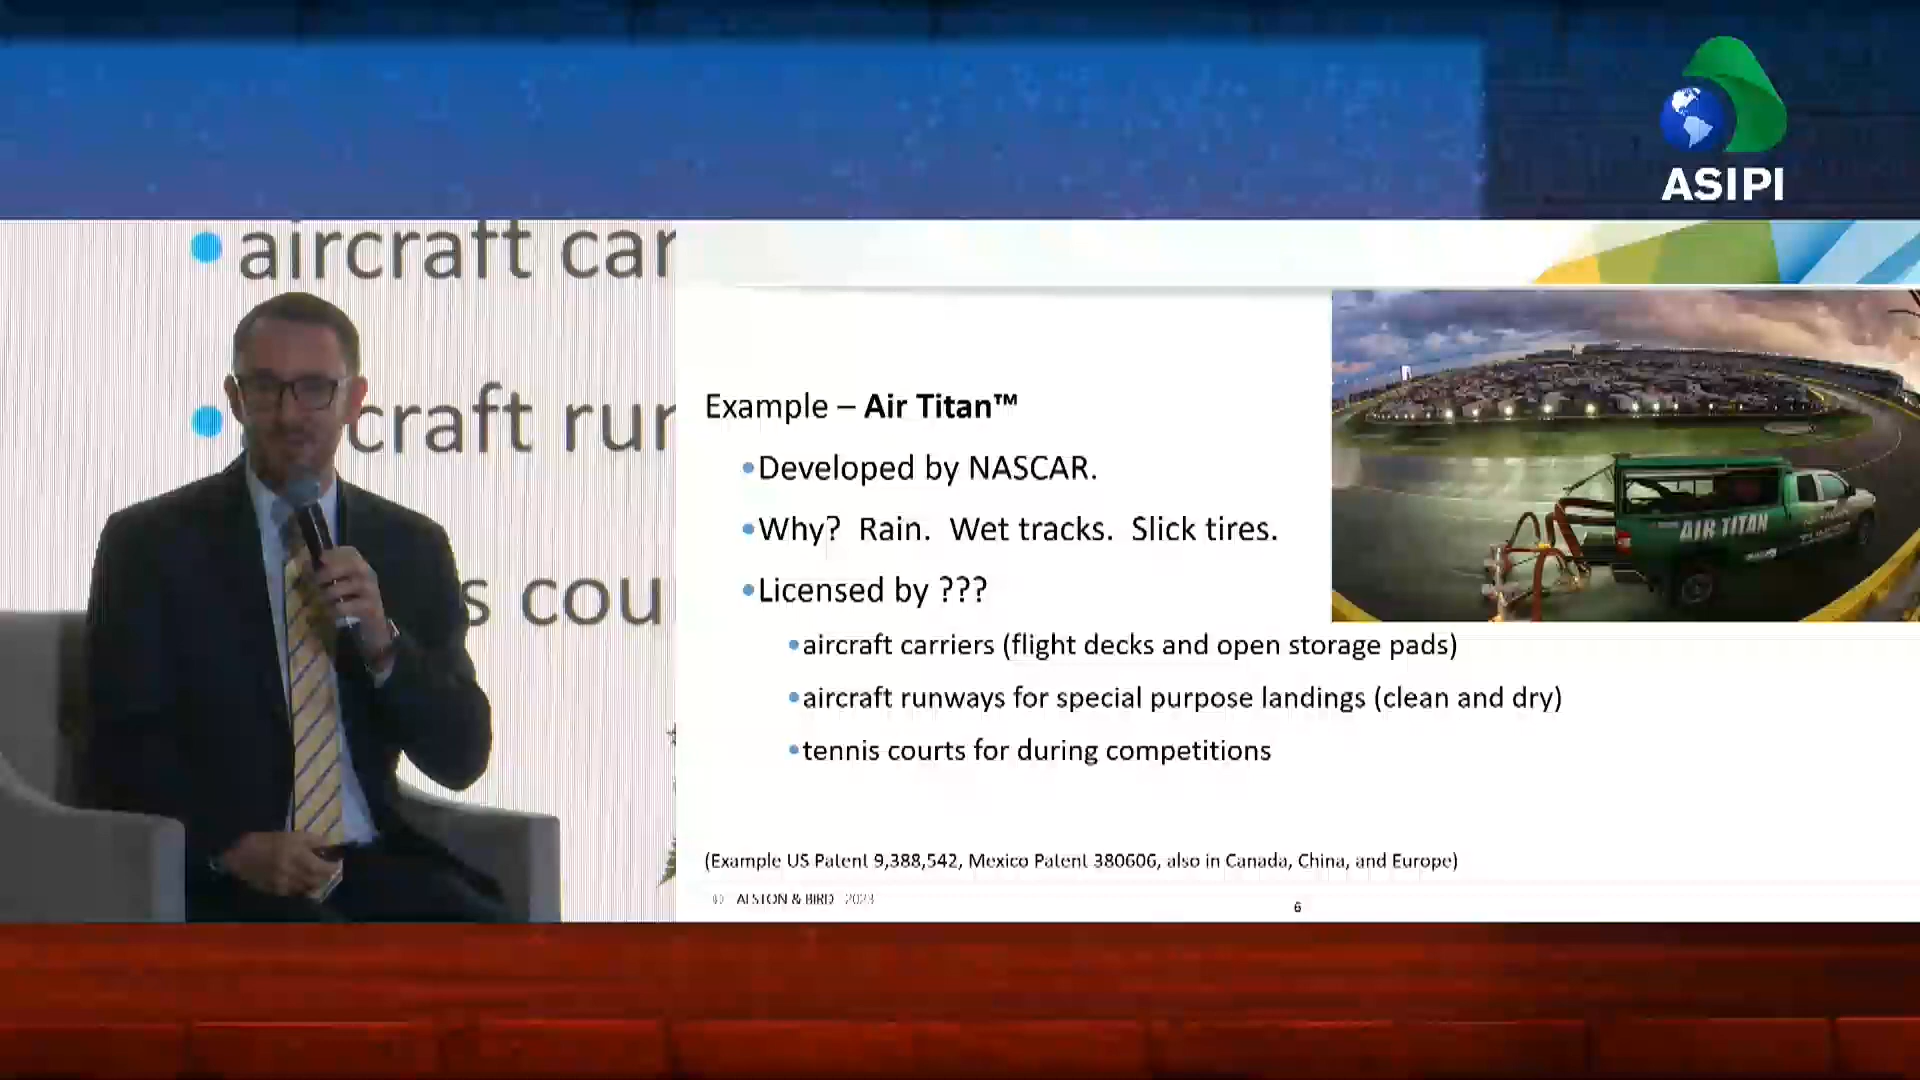 ASIPI
aircraft car
craft rur
s cou
Example – Air Titan™
•Developed by NASCAR.
•Why? Rain. Wet tracks. Slick tires.
•Licensed by ???
•aircraft carriers (flight decks and open storage pads)
•aircraft runways for special purpose landings (clean and dry)
•tennis courts for during competitions
AIR TITAN
(Example US Patent 9,388,542, Mexico Patent 380606, also in Canada, China, and Europe)
© ALSTON & BIRD 2023
6